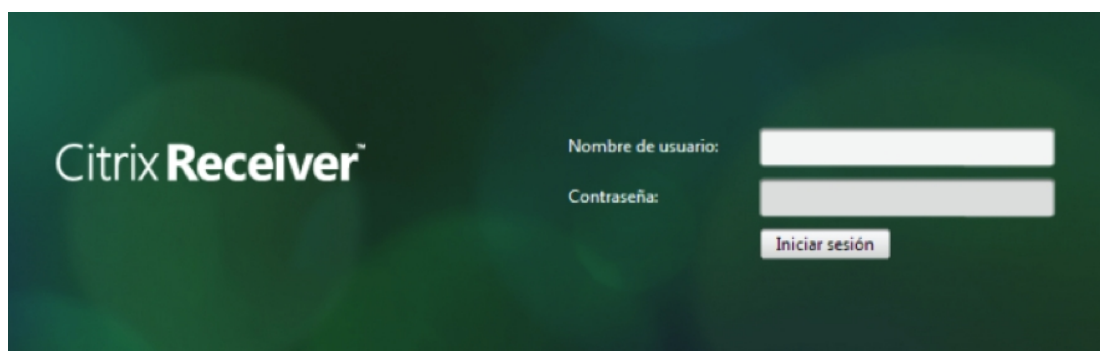 Citrix Receiver™
Nombre de usuario:
Contraseña:
Iniciar sesión